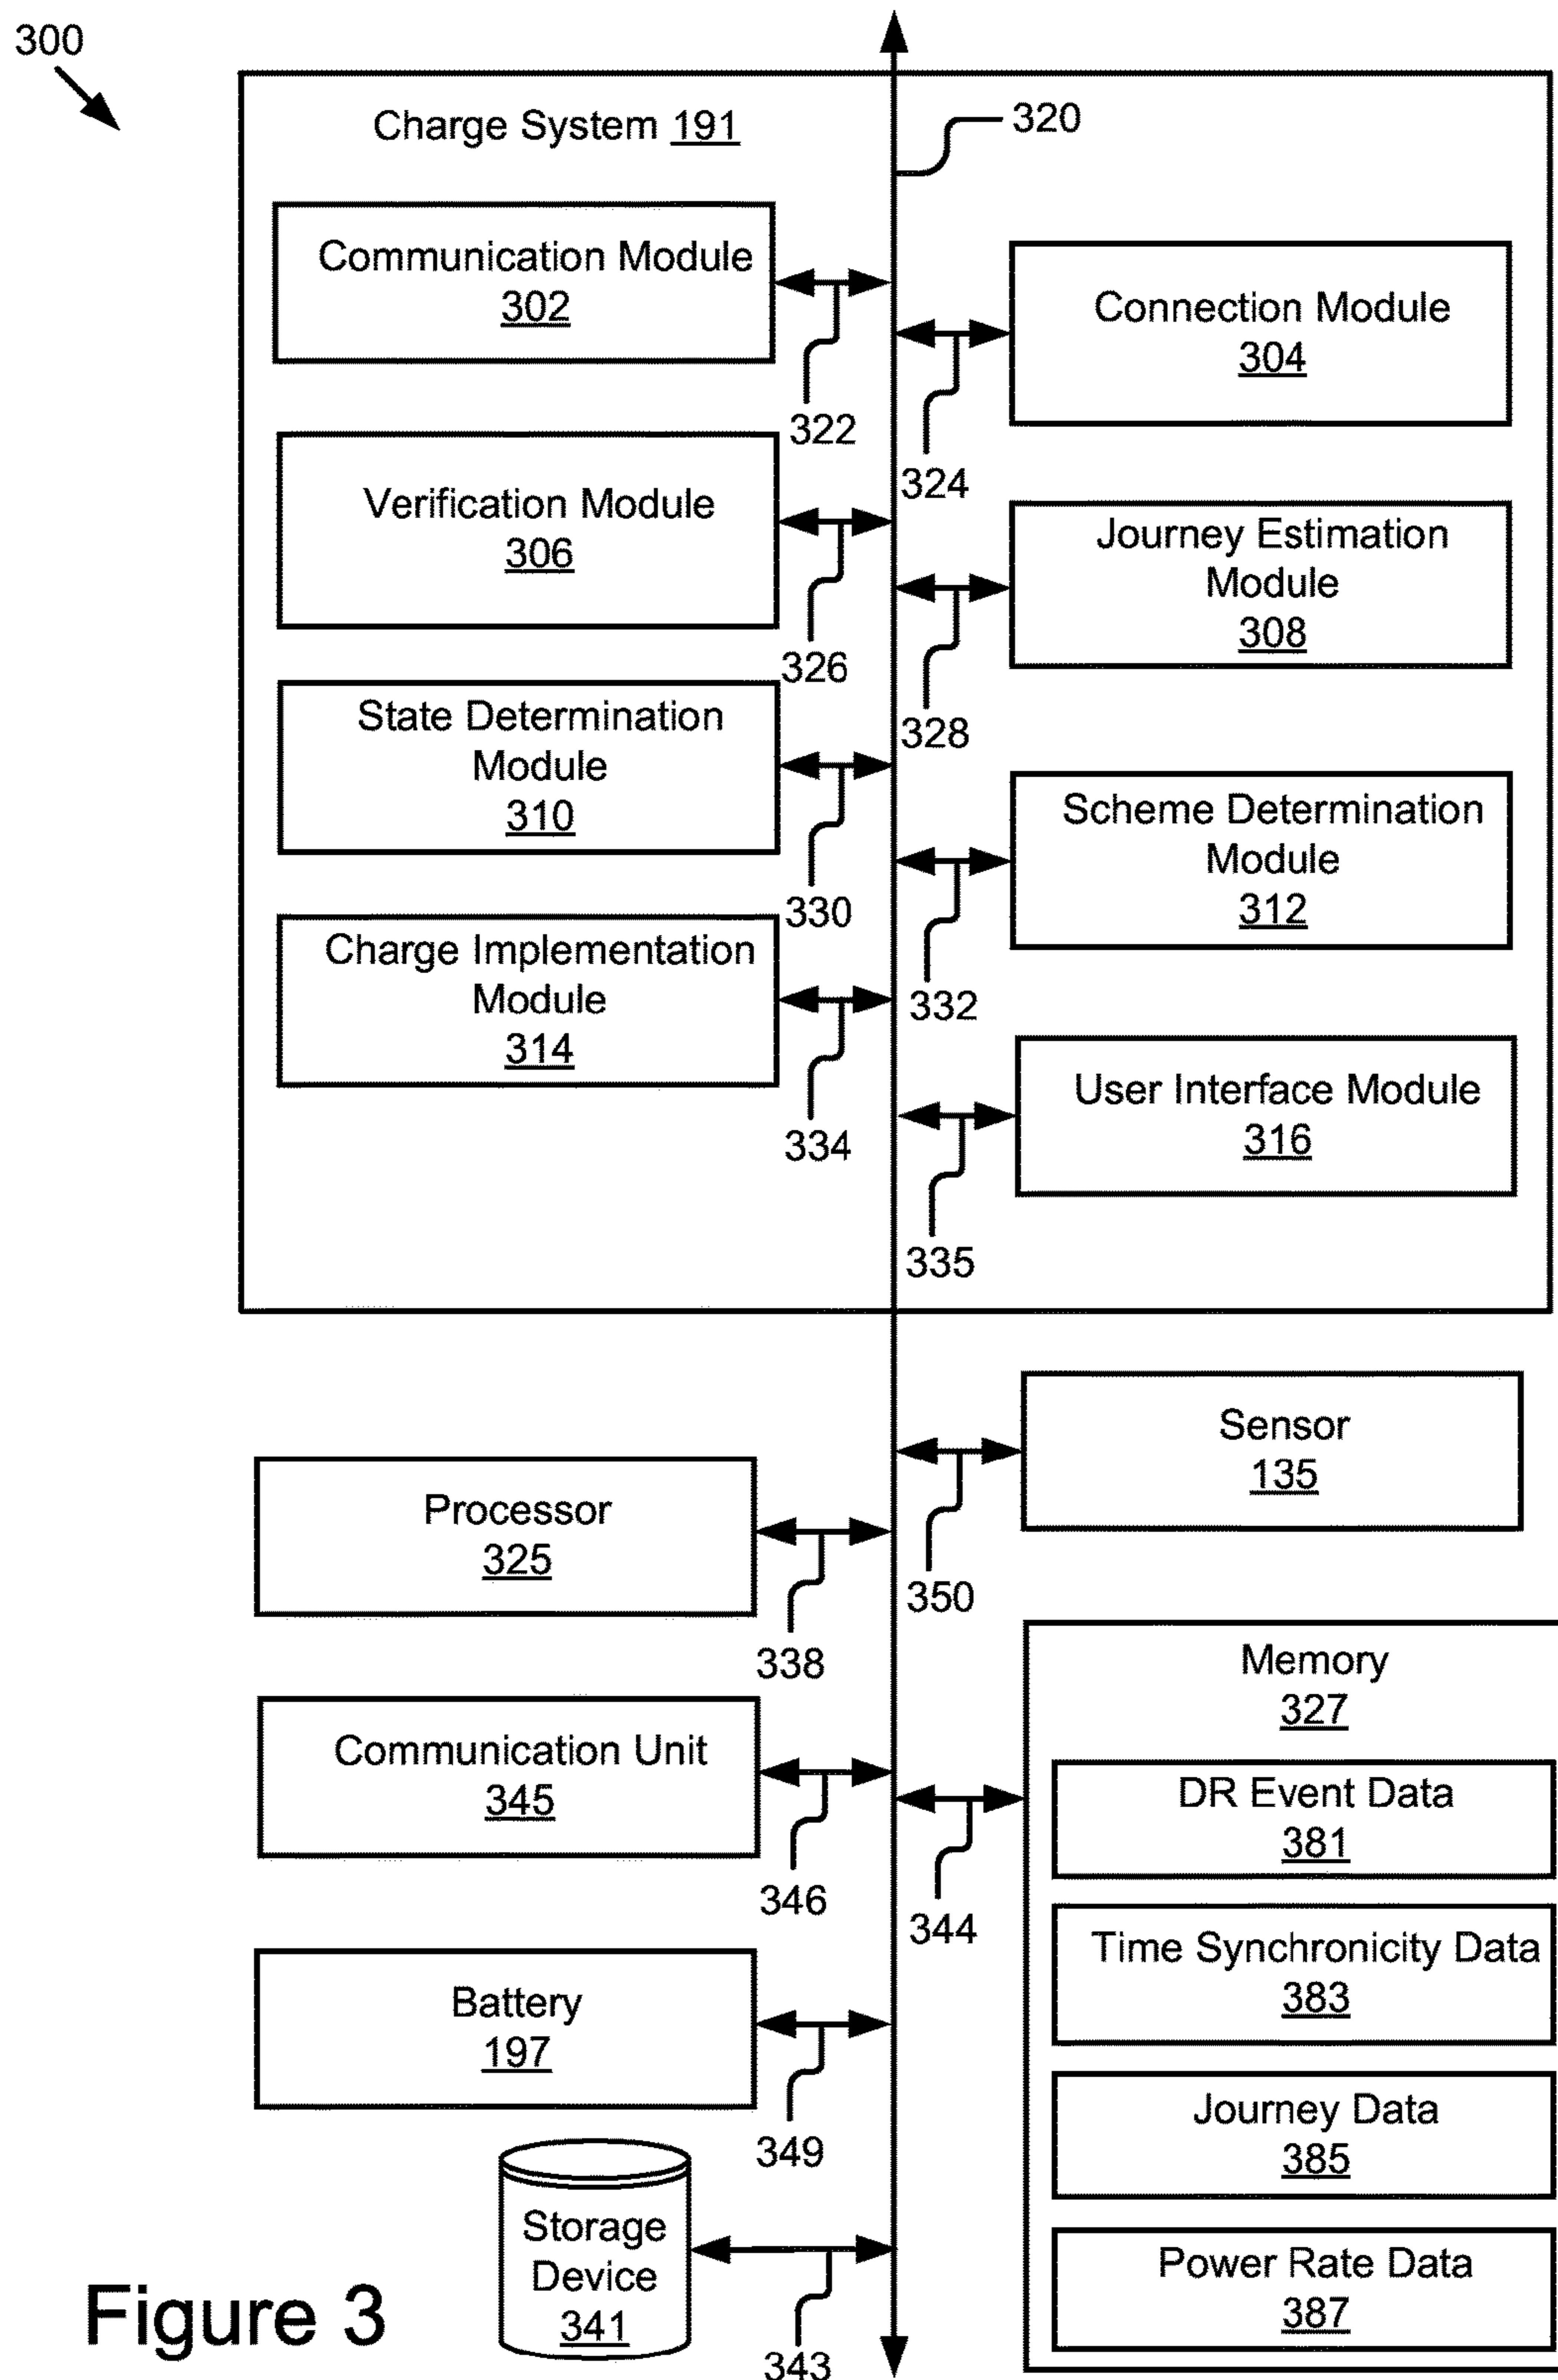 300
Charge System 191
320
Communication Module
302
322
Connection Module
304
324
Verification Module
306
326
Journey Estimation
Module
308
328
State Determination
Module
310
330
Scheme Determination
Module
312
332
Charge Implementation
Module
314
334
User Interface Module
316
335
Sensor
135
350
Processor
325
338
Memory
327
Communication Unit
345
346
344
DR Event Data
381
Time Synchronicity Data
383
Battery
197
349
Journey Data
385
Storage
Device
341
343
Power Rate Data
387
Figure 3